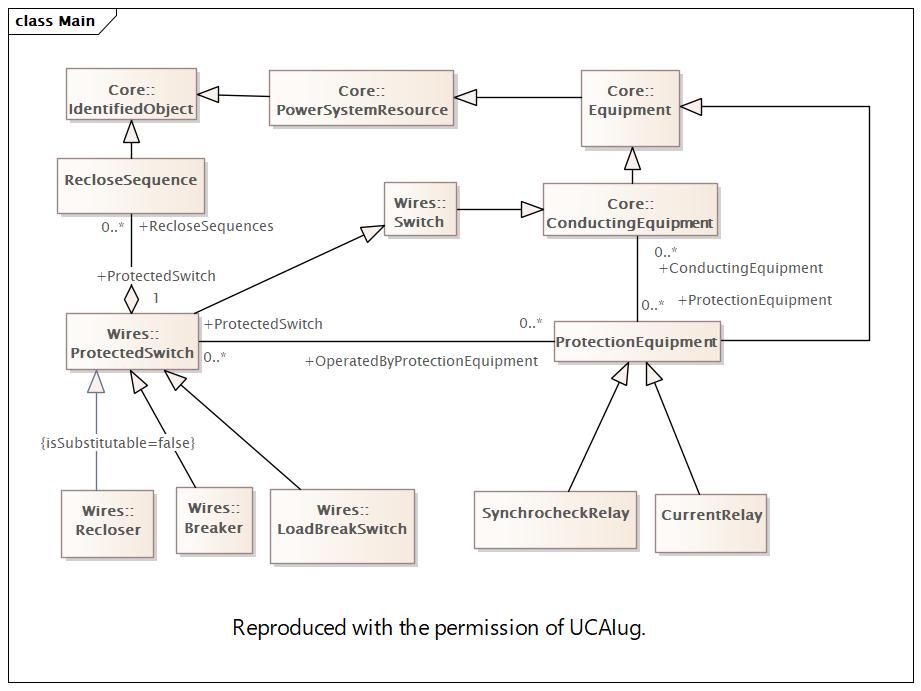 class Main
Core::
IdentifiedObject
Core::
PowerSystemResource
Core::
Equipment
RecloseSequence
Wires::
Switch
Core::
ConductingEquipment
0..*
+RecloseSequences
0..*
+ConductingEquipment
+ProtectedSwitch
1
0..*
+ProtectionEquipment
Wires::
ProtectedSwitch
+ProtectedSwitch
0..*
0..*
+OperatedByProtectionEquipment
ProtectionEquipment
{isSubstitutable=false}
Wires::
Recloser
Wires::
Breaker
Wires::
LoadBreakSwitch
SynchrocheckRelay
CurrentRelay
Reproduced with the permission of UCAIug.